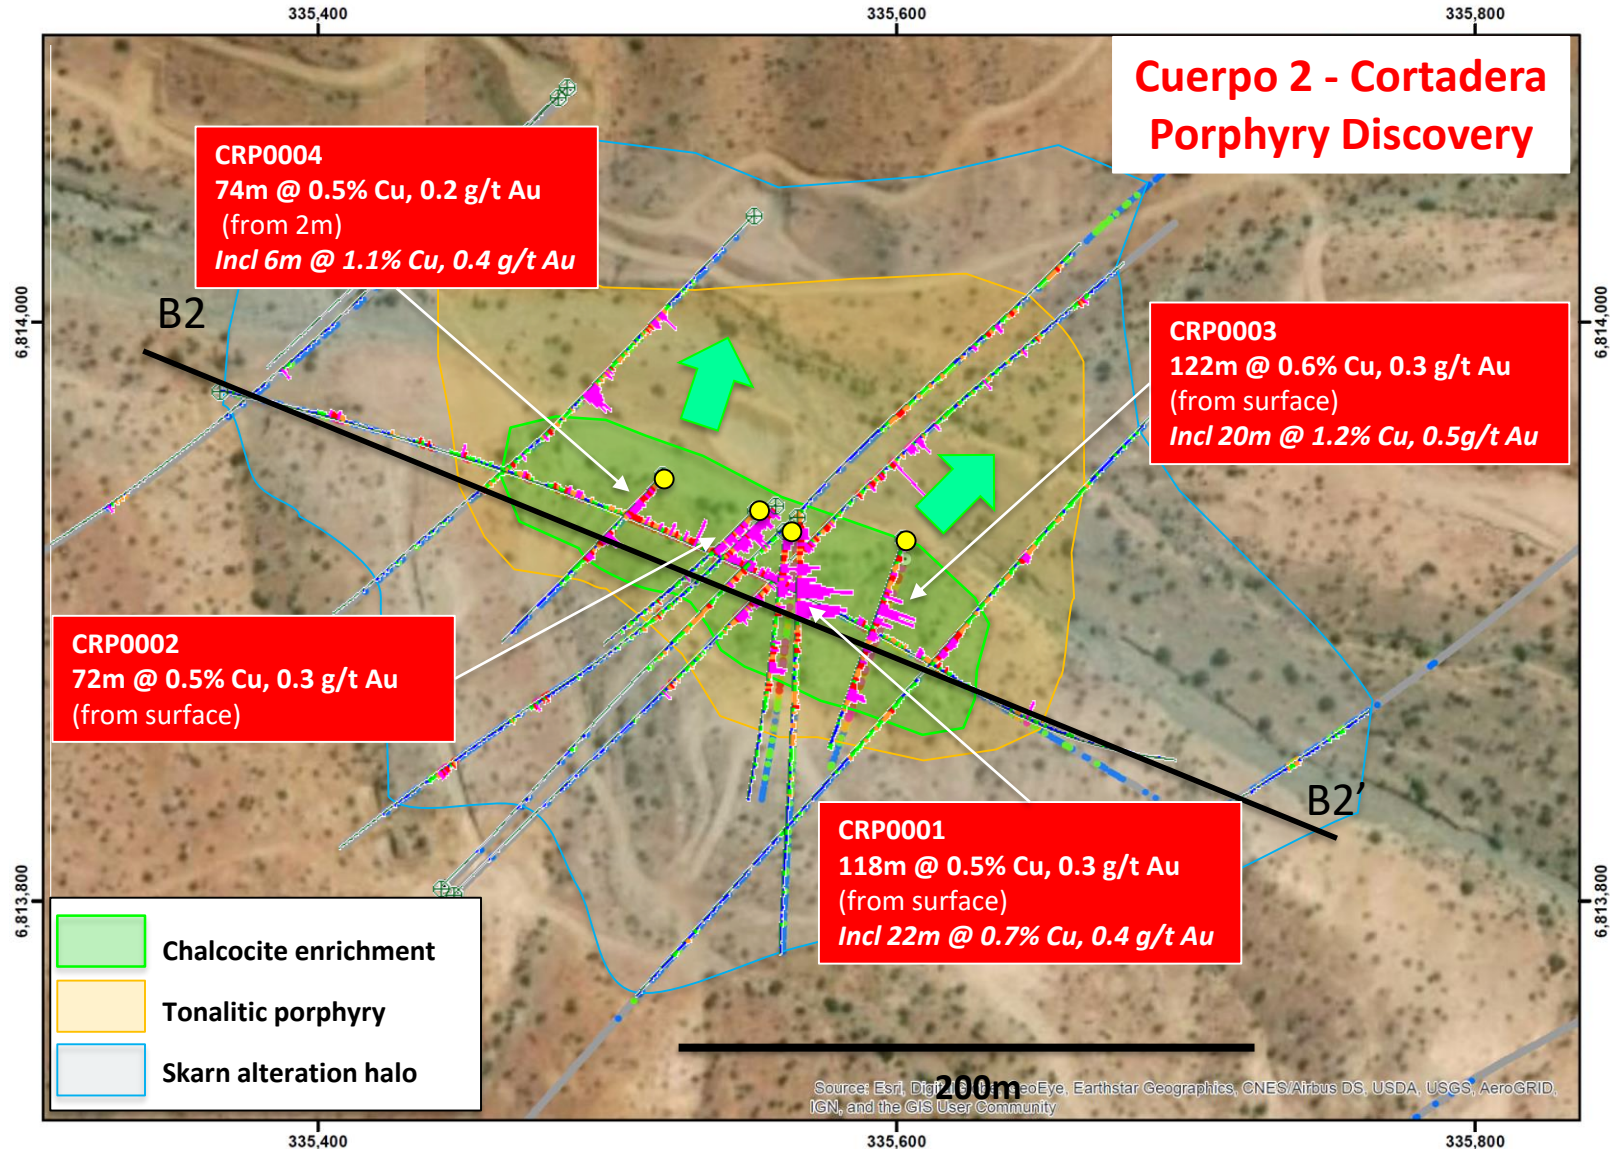 335,400
335,600
335,800
Cuerpo 2 - Cortadera
Porphyry Discovery
CRP0004
74m @ 0.5% Cu, 0.2 g/t Au
(from 2m)
Incl 6m @ 1.1% Cu, 0.4 g/t Au
B2
6,814,000
6,814,000
CRP0003
122m @ 0.6% Cu, 0.3 g/t Au
(from surface)
Incl 20m @ 1.2% Cu, 0.5g/t Au
CRP0002
72m @ 0.5% Cu, 0.3 g/t Au
(from surface)
B2'
CRP0001
118m @ 0.5% Cu, 0.3 g/t Au
(from surface)
Incl 22m @ 0.7% Cu, 0.4 g/t Au
6,813,800
6,813,800
Chalcocite enrichment
Tonalitic porphyry
Skarn alteration halo
200m
Source: Esri, GeoEye, Earthstar Geographics, CNES/Airbus DS, USDA, USGS, AeroGRID,
IGN, and the GIS User Community
335,400
335,600
335,800